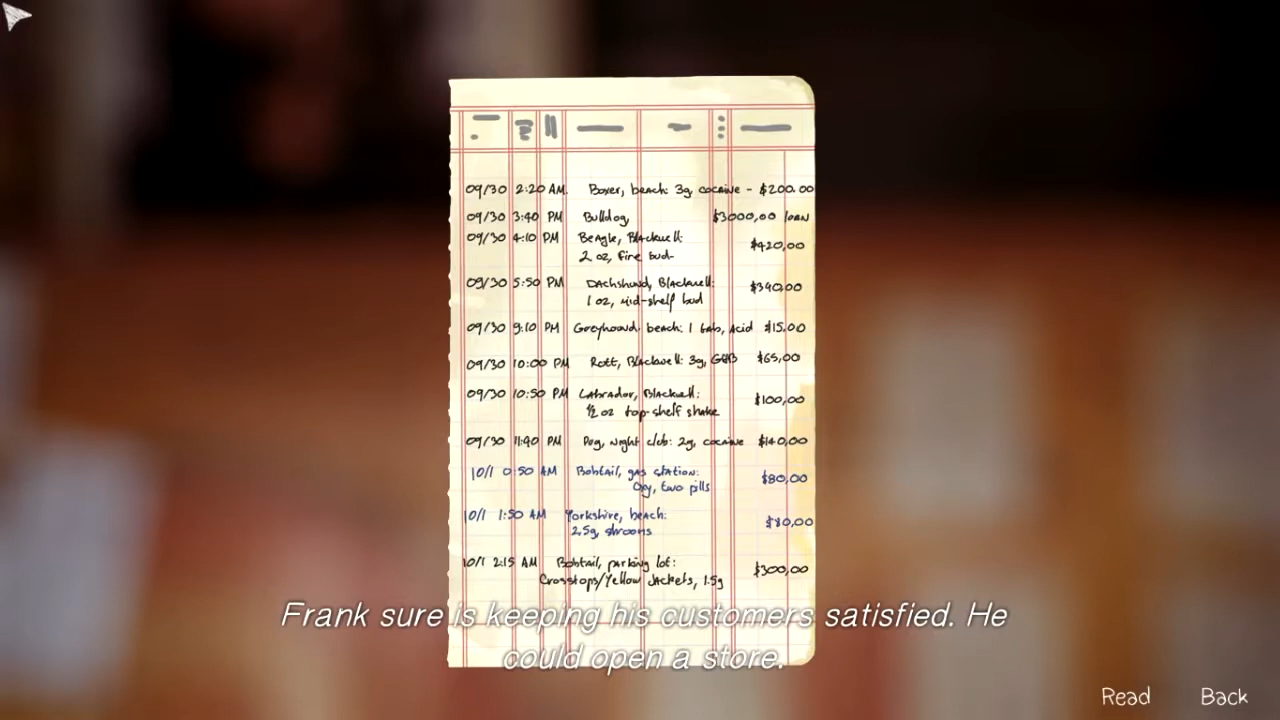 09/30 2:20 AM. Boxer, beach: 3g, cocaine - $200.00
09/30 3:40 PM Bulldog, $3000,00 loan
09/30 4:10 PM Beagle, Blackwell:
2 oz, fire bud- $420,00
09/30 5:50 PM Dachshund, Blackwell: $340,00
1 oz, mid-shelf bud
09/30 9:10 PM Greyhound, beach: 1 tab, Acid $15.00
09/30 10:00 PM Rott, Blackwell: 3g, GHB $65,00
09/30 10:50 PM Labrador, Blackwell: $100,00
1/2 oz top-shelf shake
09/30 11:40 PM Pug, night club: 2g, cocaine $140,00
10/1 0:50 AM Bobtail, gas station: $80,00
Oxy, two pills
10/1 1:50 AM Yorkshire, beach:
2,5g, shrooms
10/1 2:15 AM Bobtail, parking lot: $300,00
Crosstops/Yellow Jackets, 1.5g
Frank sure is keeping his customers satisfied. He
could open a store.
Read Back